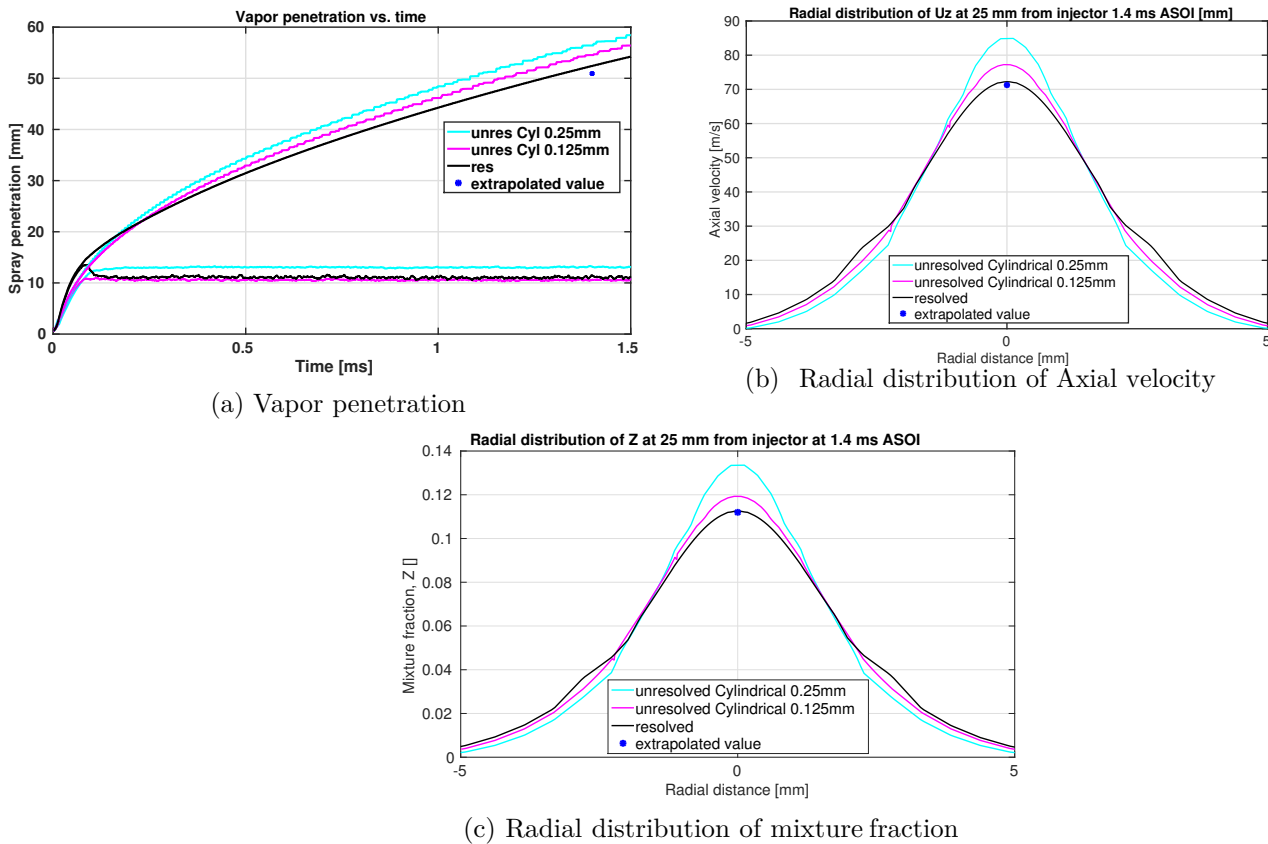 Vapor penetration vs. time
60
50
40
30
20
10
0
Spray penetration [mm]
unres Cyl 0.25mm
unres Cyl 0.125mm
res
extrapolated value
0
0.5
1
1.5
Time [ms]
(a) Vapor penetration
Radial distribution of Uz at 25 mm from injector 1.4 ms ASOI [mm]
90
80
70
60
50
40
30
20
10
0
Axial velocity [m/s]
unresolved Cylindrical 0.25mm
unresolved Cylindrical 0.125mm
resolved
extrapolated value
-5
0
5
Radial distance [mm]
(b) Radial distribution of Axial velocity
Radial distribution of Z at 25 mm from injector at 1.4 ms ASOI
0.14
0.12
0.1
0.08
0.06
0.04
0.02
0
Mixture fraction, Z []
unresolved Cylindrical 0.25mm
unresolved Cylindrical 0.125mm
resolved
extrapolated value
-5
0
5
Radial distance [mm]
(c) Radial distribution of mixture fraction